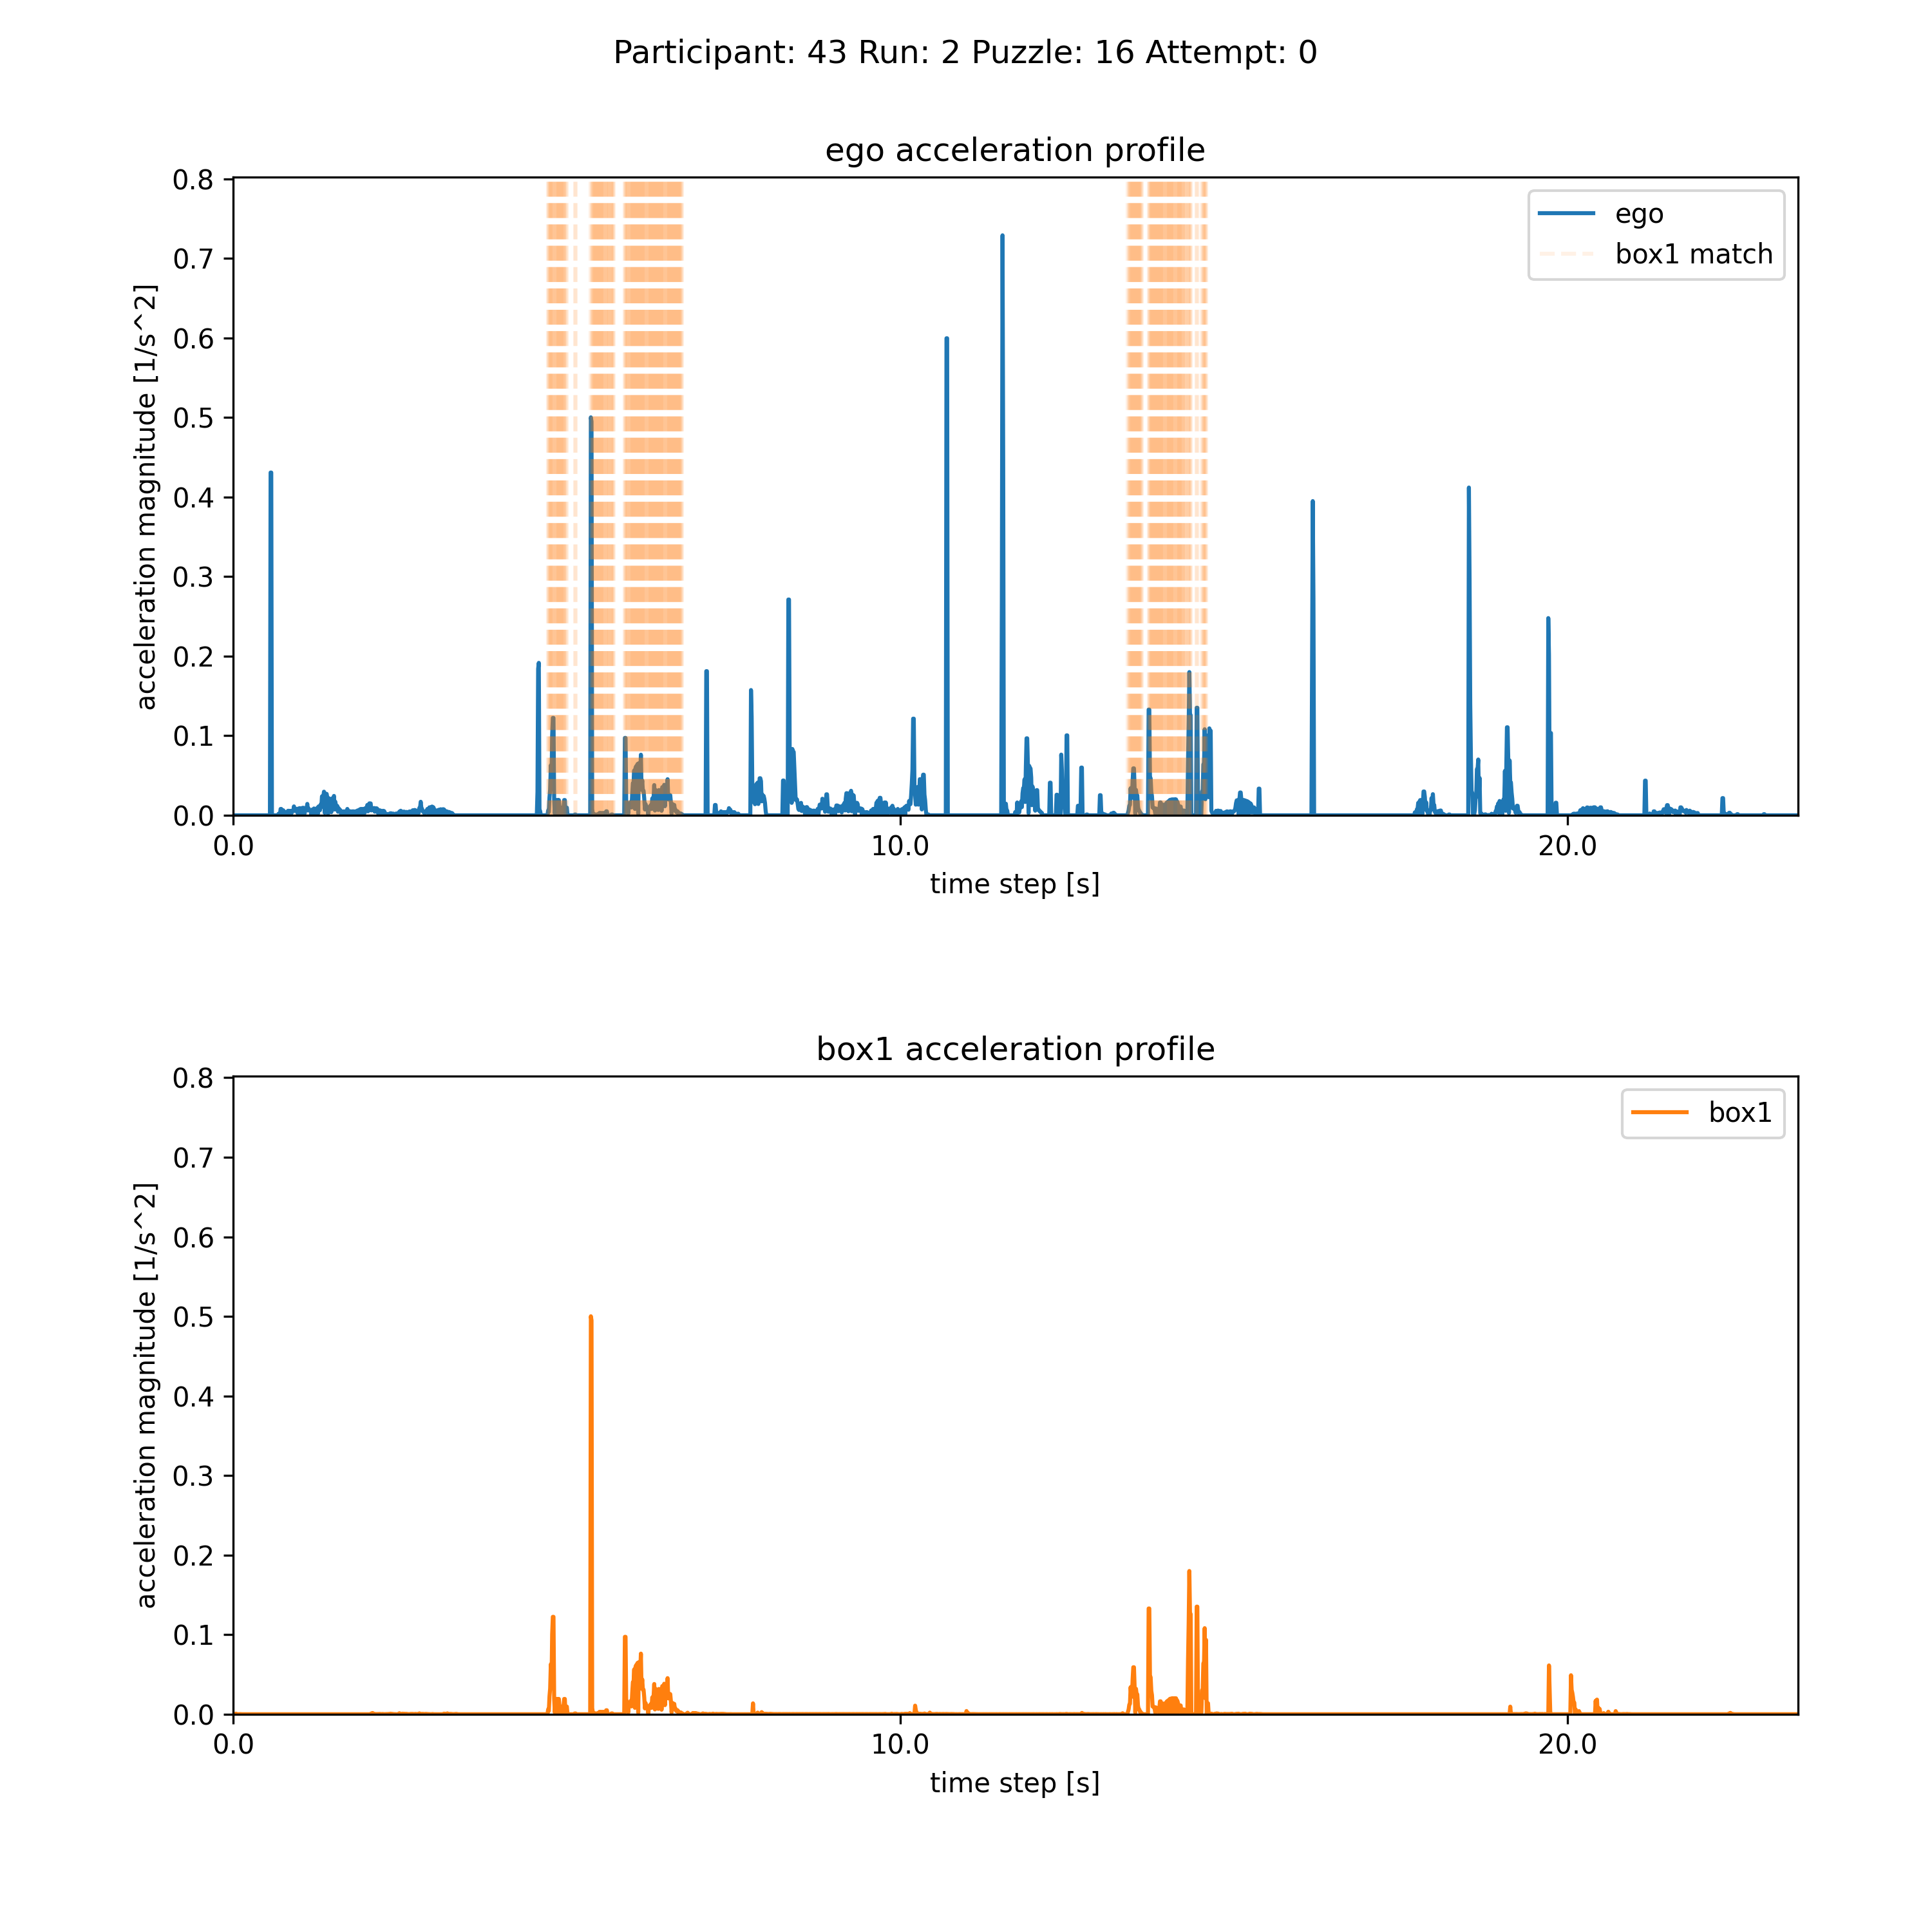 Participant: 43 Run: 2 Puzzle: 16 Attempt: 0
ego acceleration profile
acceleration magnitude [1/s^2]
0.8
0.7
0.6
0.5
0.4
0.3
0.2
0.1
0.0
ego
box1 match
0.0 10.0 20.0
time step [s]
box1 acceleration profile
acceleration magnitude [1/s^2]
0.8
0.7
0.6
0.5
0.4
0.3
0.2
0.1
0.0
box1
0.0 10.0 20.0
time step [s]